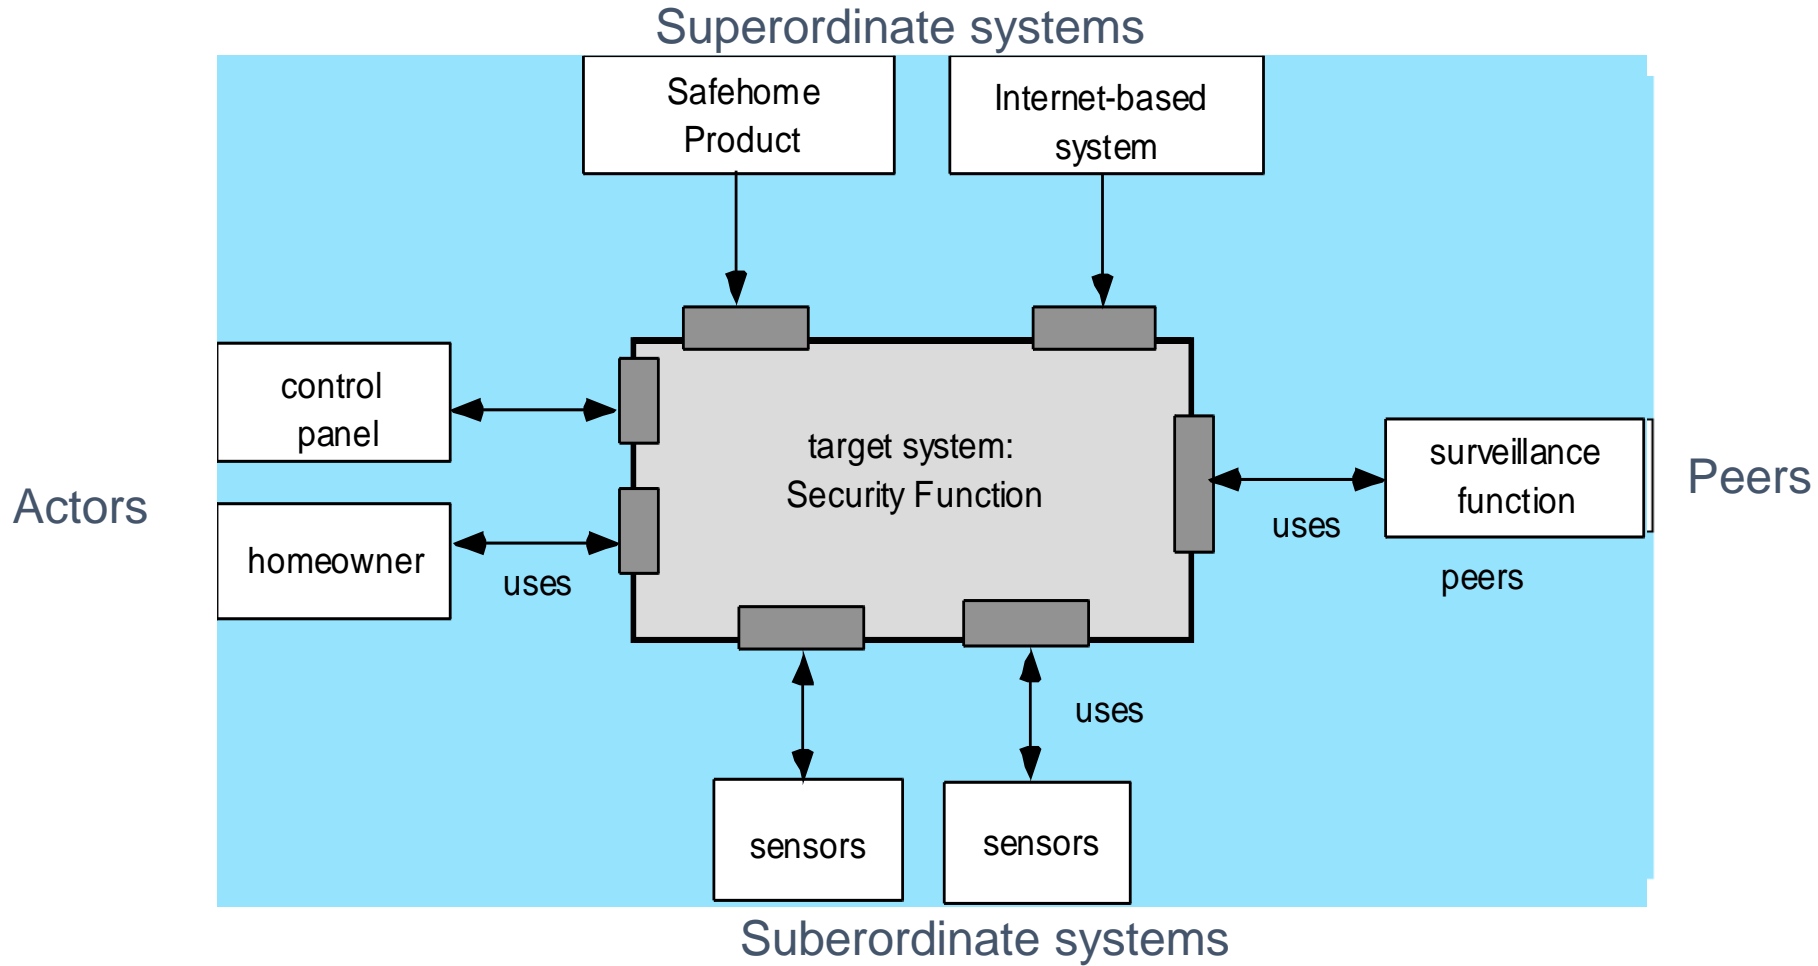 Superordinate systems
Safehome
Product
Internet-based
system
control
panel
target system:
Security Function
surveillance
function
Peers
Actors
homeowner
uses
uses
peers
uses
sensors
sensors
Suberordinate systems